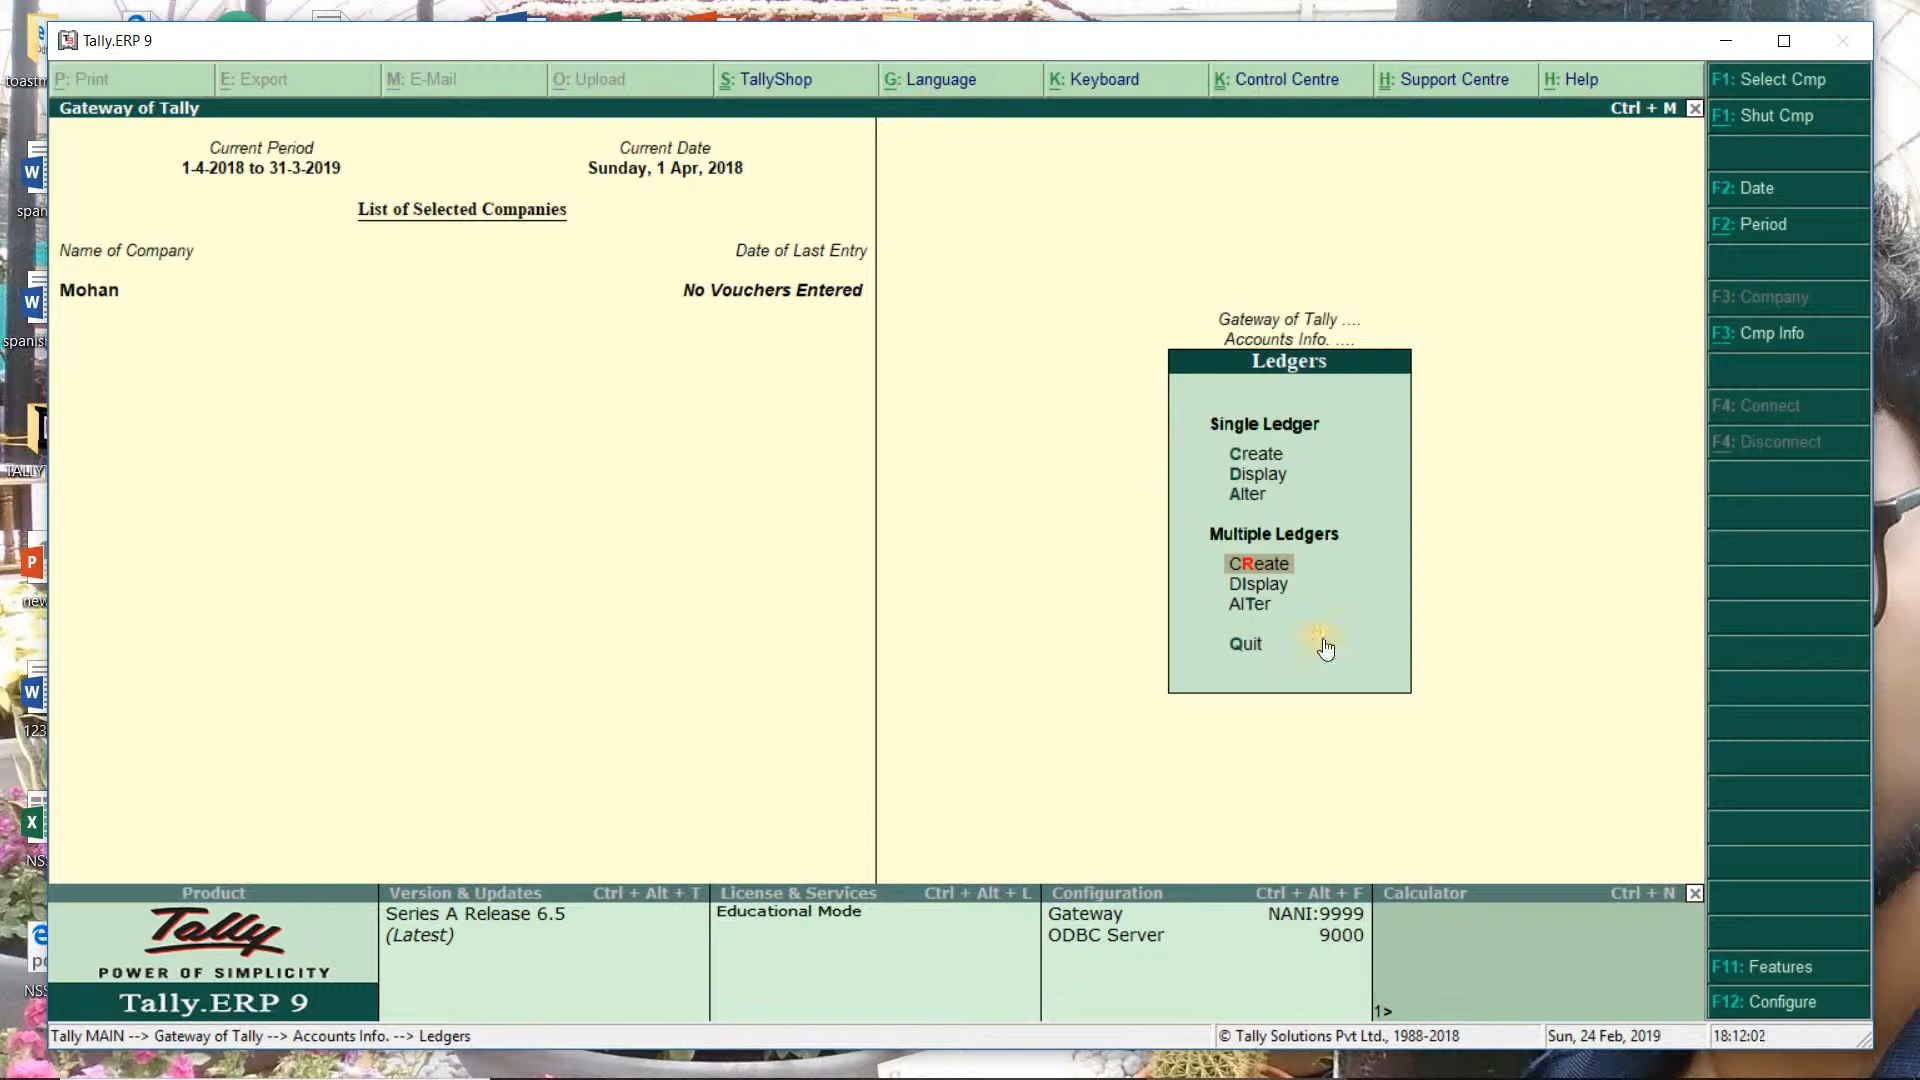 Tally.ERP 9
P: Print
E: Export
M: E-Mail
O: Upload
S: TallyShop
G: Language
K: Keyboard
K: Control Centre
H: Support Centre
H: Help
Gateway of Tally
Ctrl + M
Current Period
1-4-2018 to 31-3-2019
Current Date
Sunday, 1 Apr, 2018
List of Selected Companies
Name of Company
Date of Last Entry
Mohan
No Vouchers Entered
Gateway of Tally ....
Accounts Info. ....
Ledgers
Single Ledger
Create
Display
Alter
Multiple Ledgers
CReate
DIsplay
AlTer
Quit
F1: Select Cmp
F1: Shut Cmp
F2: Date
F2: Period
F3: Company
F3: Cmp Info
F4: Connect
F4: Disconnect
F11: Features
F12: Configure
Product
Tally
POWER OF SIMPLICITY
Tally.ERP 9
Version & Updates Ctrl + Alt + T
Series A Release 6.5
(Latest)
License & Services Ctrl + Alt + L
Educational Mode
Configuration Ctrl + Alt + F
Gateway NANI:9999
ODBC Server 9000
Calculator Ctrl + N
1>
Tally MAIN --> Gateway of Tally --> Accounts Info. --> Ledgers
© Tally Solutions Pvt Ltd., 1988-2018
Sun, 24 Feb, 2019
18:12:02